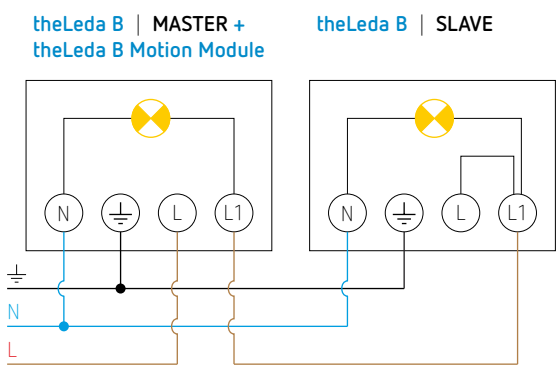 theLeda B | MASTER +
theLeda B Motion Module
theLeda B | SLAVE
N L L1
N L L1
N
L